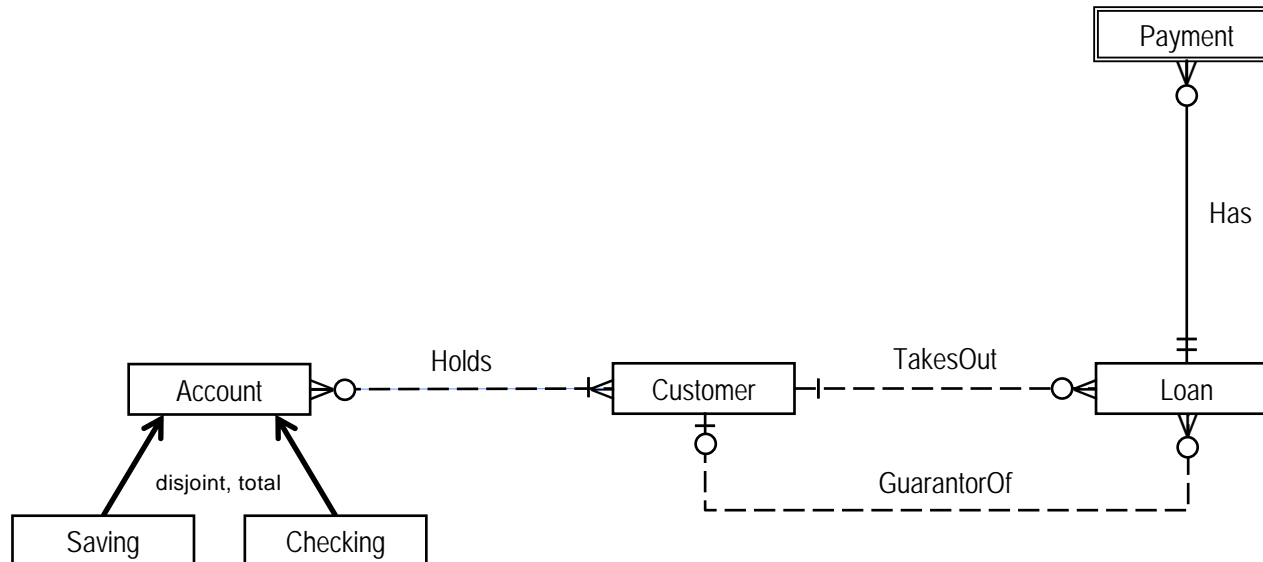 Payment
Has
Holds
TakesOut
Account
Customer
Loan
GuarantorOf
disjoint, total
Saving
Checking